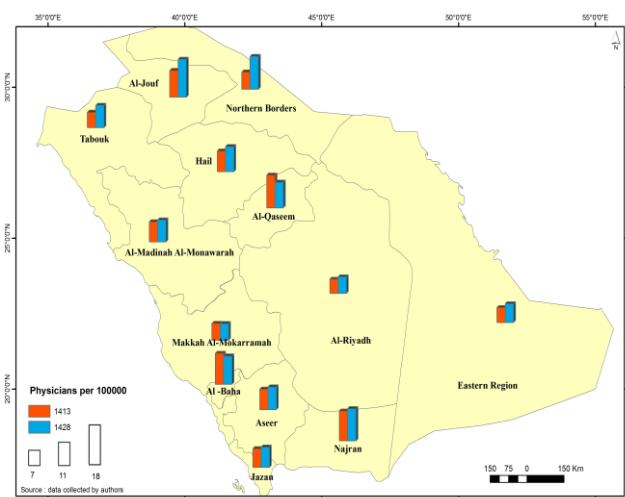 35°0'0"E 40°0'0"E 45°0'0"E 50°0'0"E 55°0'0"E
30°0'0"N
25°0'0"N
20°0'0"N
N
Al-Jouf
Northern Borders
Tabouk
Hail
Al-Qaseem
Al-Madinah Al-Monawarah
Makkah Al-Mokarramah
Al-Riyadh
Eastern Region
Al -Baha
Aseer
Najran
Jazan
Physicians per 100000
1413
1428
7 11 18
Source : data collected by authors
150 75 0 150 Km